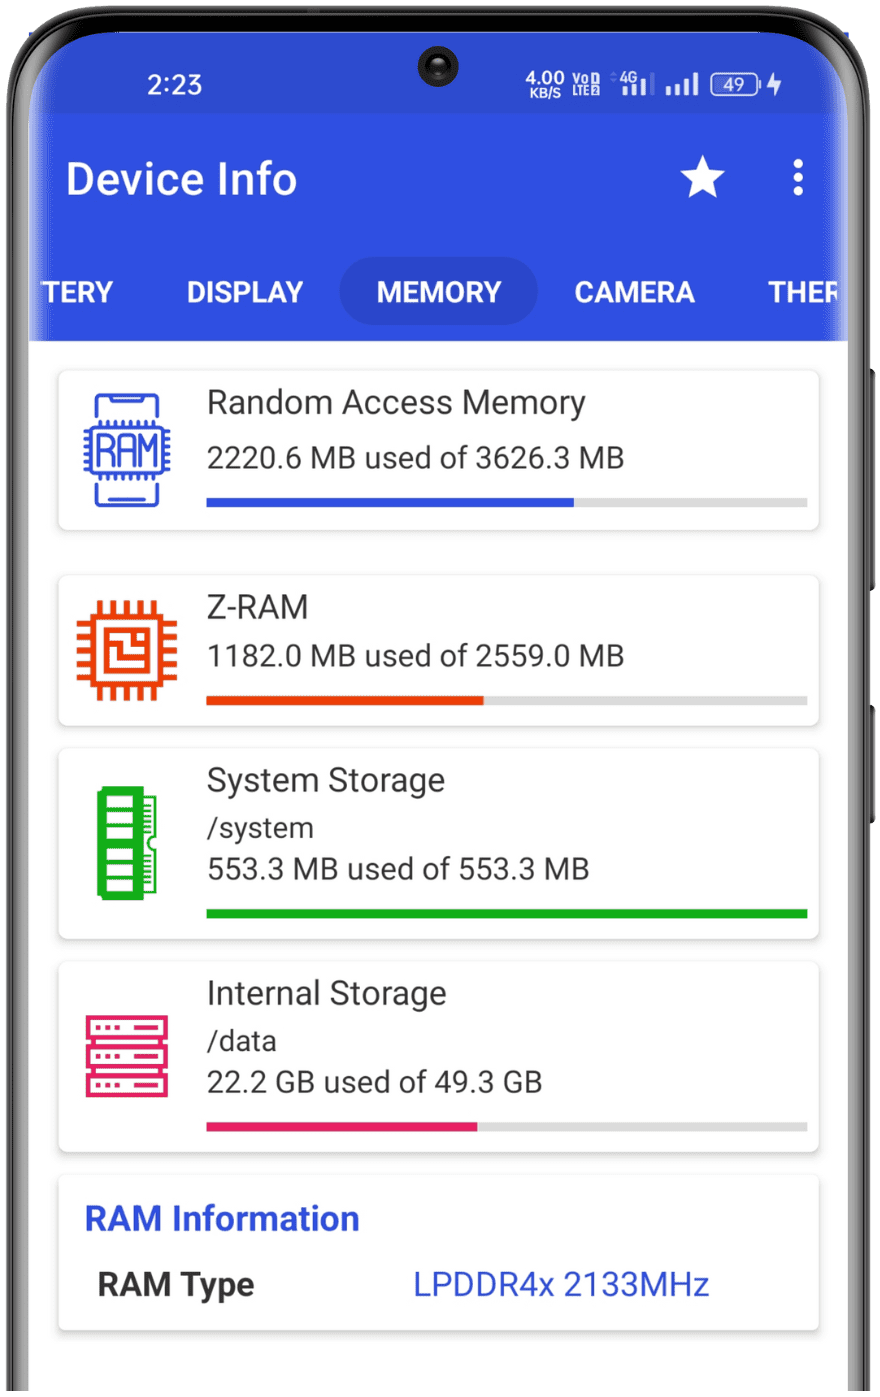 2:23
4.00 KB/S Vo LTE 2 4G 49
Device Info
TERY DISPLAY MEMORY CAMERA THER
RAM
Random Access Memory
2220.6 MB used of 3626.3 MB
Z-RAM
1182.0 MB used of 2559.0 MB
System Storage
/system
553.3 MB used of 553.3 MB
Internal Storage
/data
22.2 GB used of 49.3 GB
RAM Information
RAM Type LPDDR4x 2133MHz